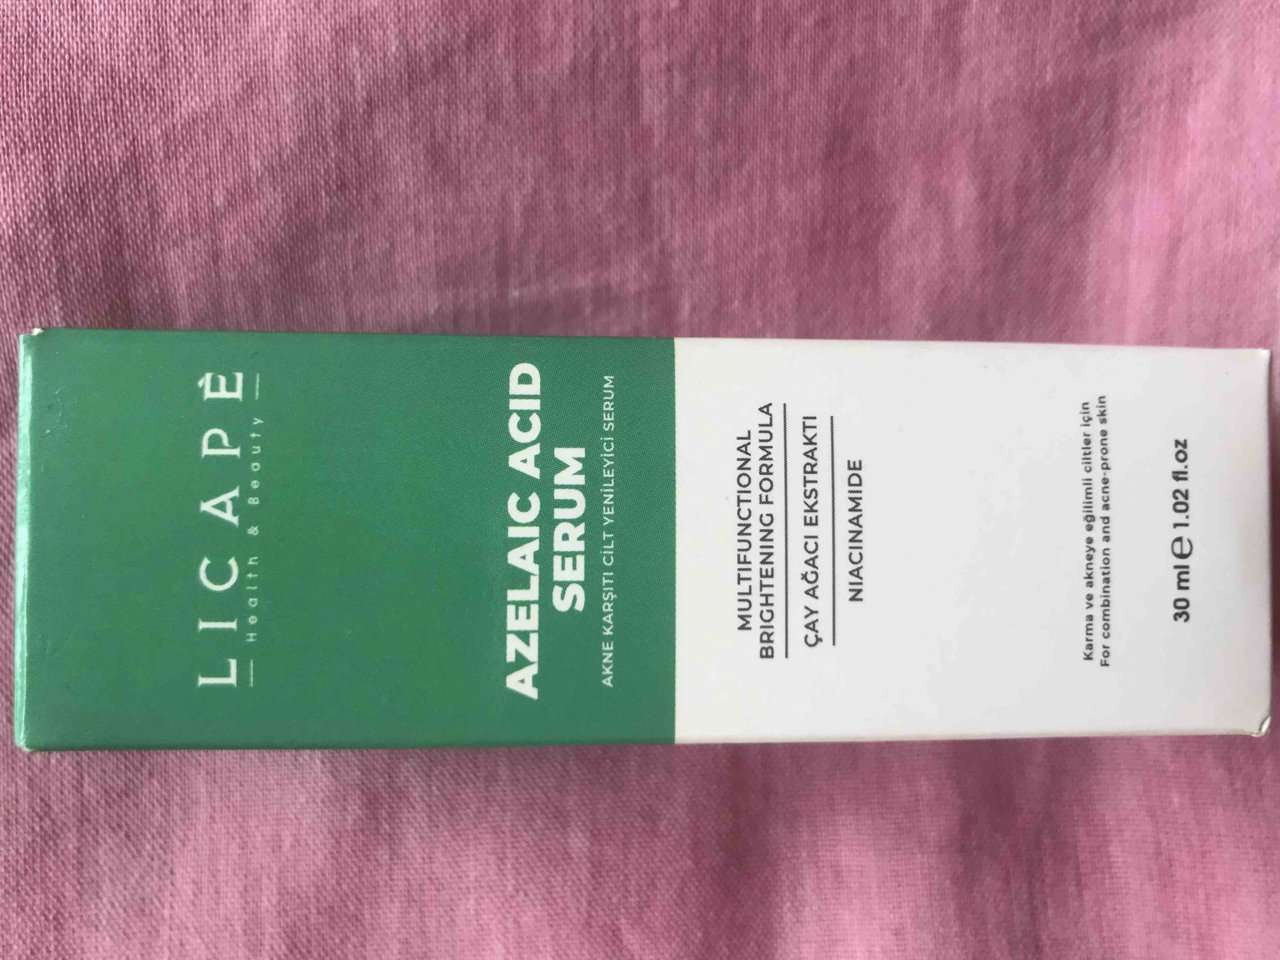 LICAPÊ
Health & Beauty
AZELAIC ACID
SERUM
AKNE KARŞITI CİLT YENİLEYİCİ SERUM
MULTIFUNCTIONAL
BRIGHTENING FORMULA
ÇAY AĞACI EKSTRAKTI
NIACINAMIDE
Karma ve akneye eğilimli ciltler için
For combination and acne-prone skin
30 ml ℮ 1.02 fl.oz